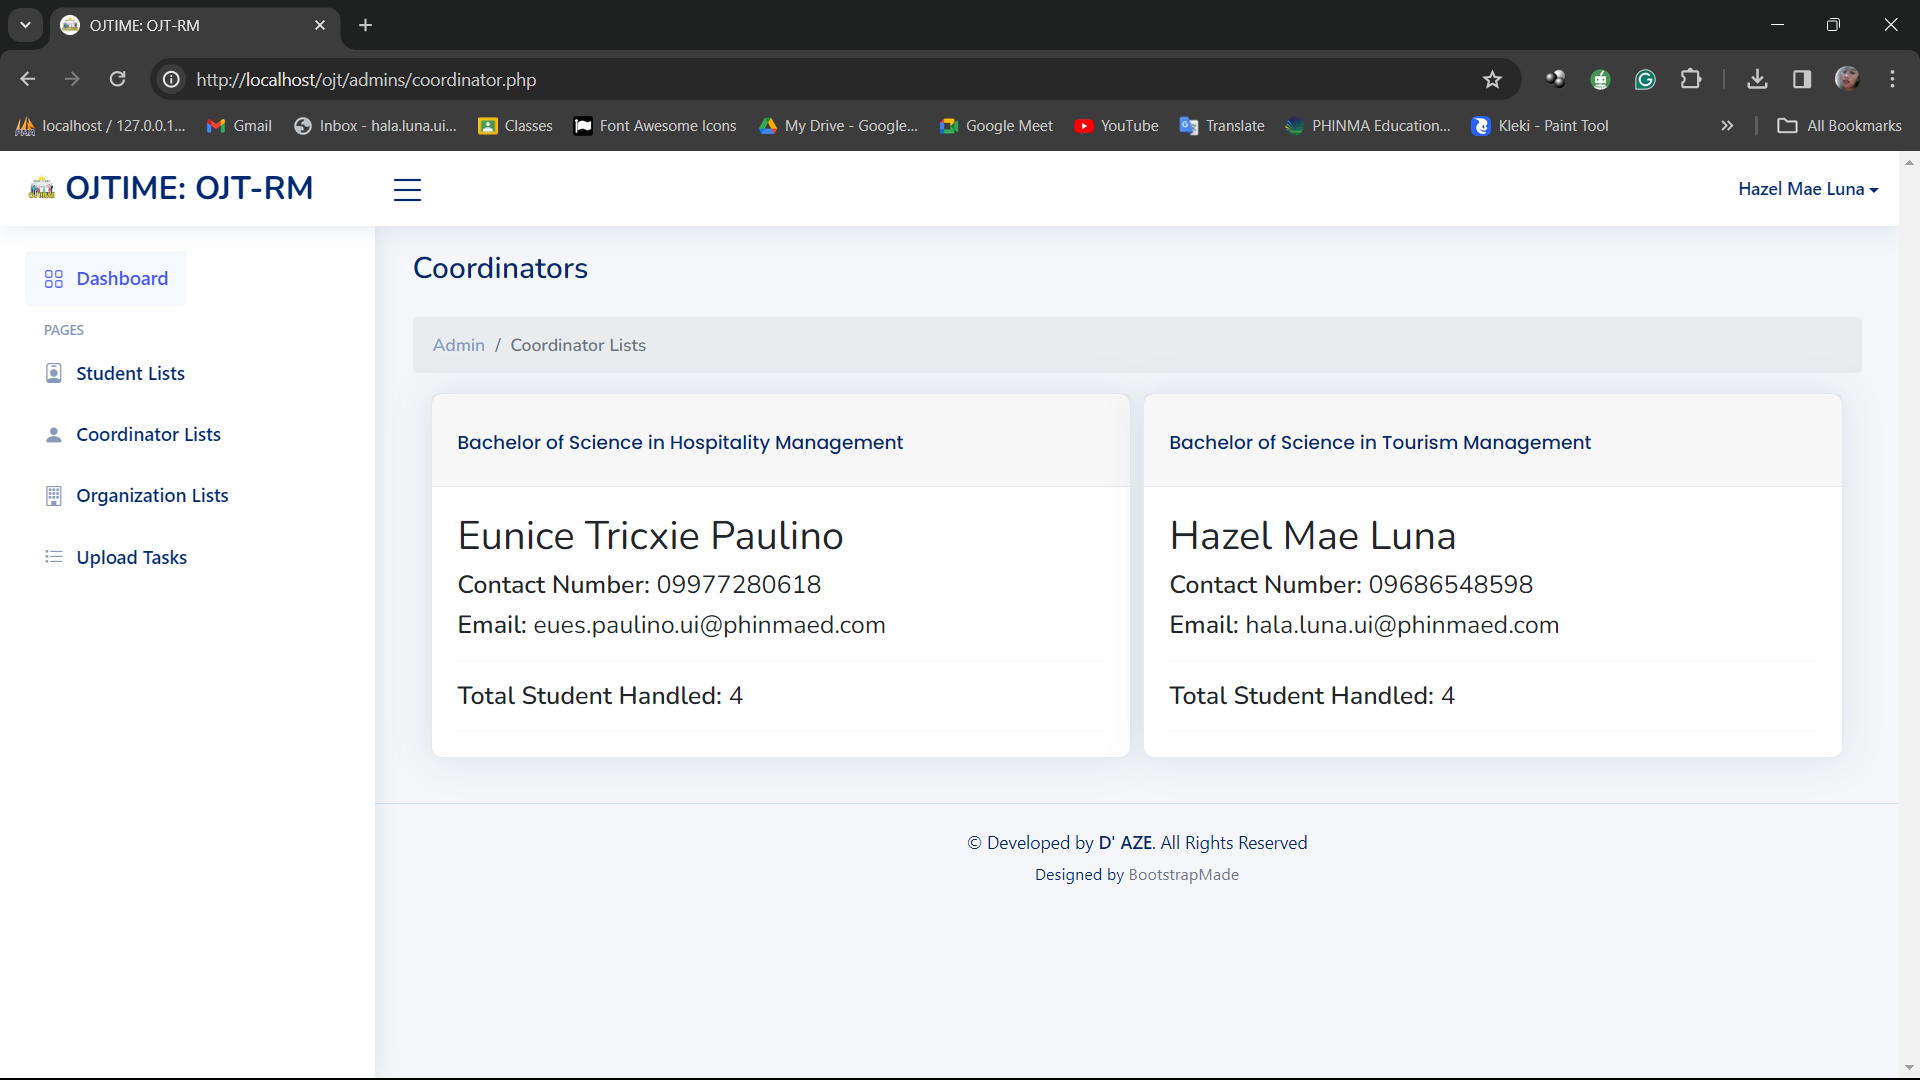 OJTIME: OJT-RM
http://localhost/ojt/admins/coordinator.php
localhost / 127.0.0.1... Gmail Inbox - hala.luna.ui... Classes Font Awesome Icons My Drive - Google... Google Meet YouTube Translate PHINMA Education... Kleki - Paint Tool » All Bookmarks
OJTIME: OJT-RM
Hazel Mae Luna
Dashboard
PAGES
Student Lists
Coordinator Lists
Organization Lists
Upload Tasks
Coordinators
Admin / Coordinator Lists
Bachelor of Science in Hospitality Management
Eunice Tricxie Paulino
Contact Number: 09977280618
Email: eues.paulino.ui@phinmaed.com
Total Student Handled: 4
Bachelor of Science in Tourism Management
Hazel Mae Luna
Contact Number: 09686548598
Email: hala.luna.ui@phinmaed.com
Total Student Handled: 4
© Developed by D' AZE. All Rights Reserved
Designed by BootstrapMade